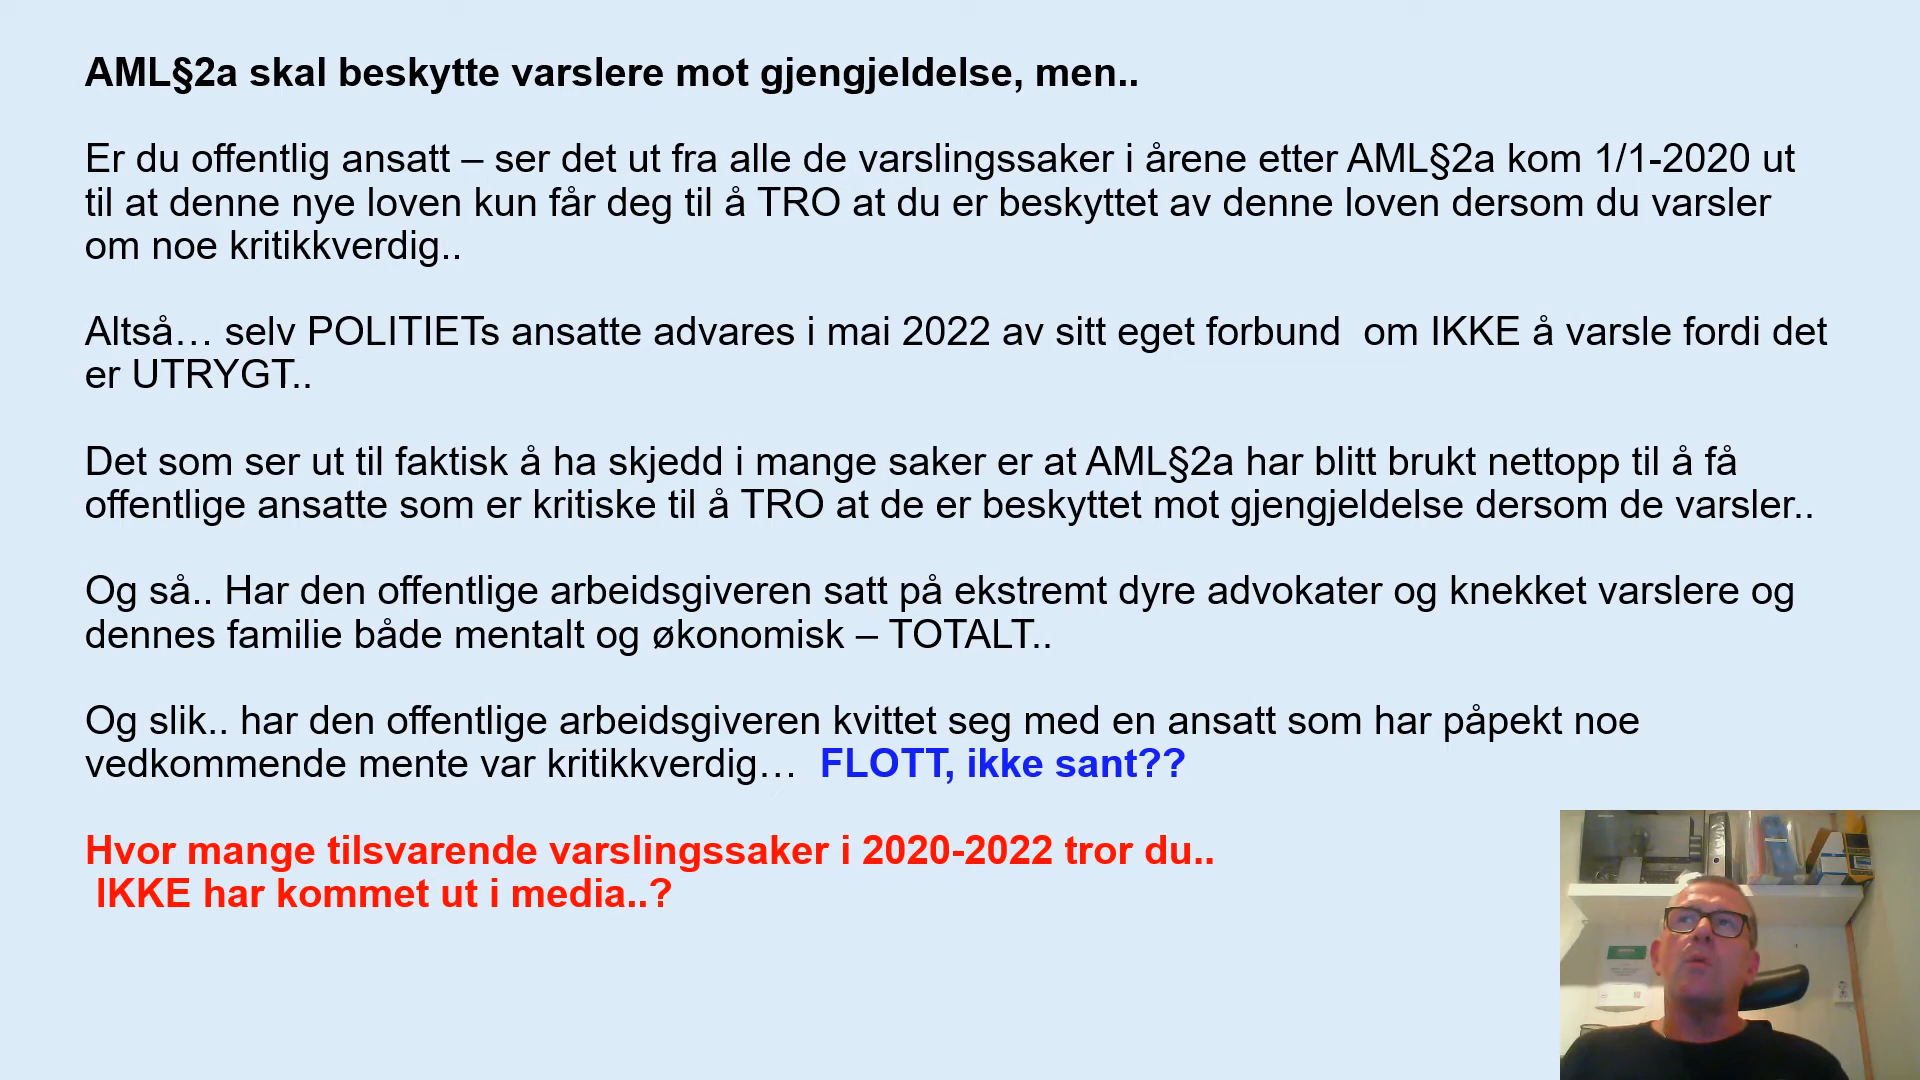 AML§2a skal beskytte varslere mot gjengjeldelse, men..
Er du offentlig ansatt – ser det ut fra alle de varslingssaker i årene etter AML§2a kom 1/1-2020 ut
til at denne nye loven kun får deg til å TRO at du er beskyttet av denne loven dersom du varsler
om noe kritikkverdig..
Altså… selv POLITIETs ansatte advares i mai 2022 av sitt eget forbund  om IKKE å varsle fordi det
er UTRYGT..
Det som ser ut til faktisk å ha skjedd i mange saker er at AML§2a har blitt brukt nettopp til å få
offentlige ansatte som er kritiske til å TRO at de er beskyttet mot gjengjeldelse dersom de varsler..
Og så.. Har den offentlige arbeidsgiveren satt på ekstremt dyre advokater og knekket varslere og
dennes familie både mentalt og økonomisk – TOTALT..
Og slik.. har den offentlige arbeidsgiveren kvittet seg med en ansatt som har påpekt noe
vedkommende mente var kritikkverdig…  FLOTT, ikke sant??
Hvor mange tilsvarende varslingssaker i 2020-2022 tror du..
IKKE har kommet ut i media..?